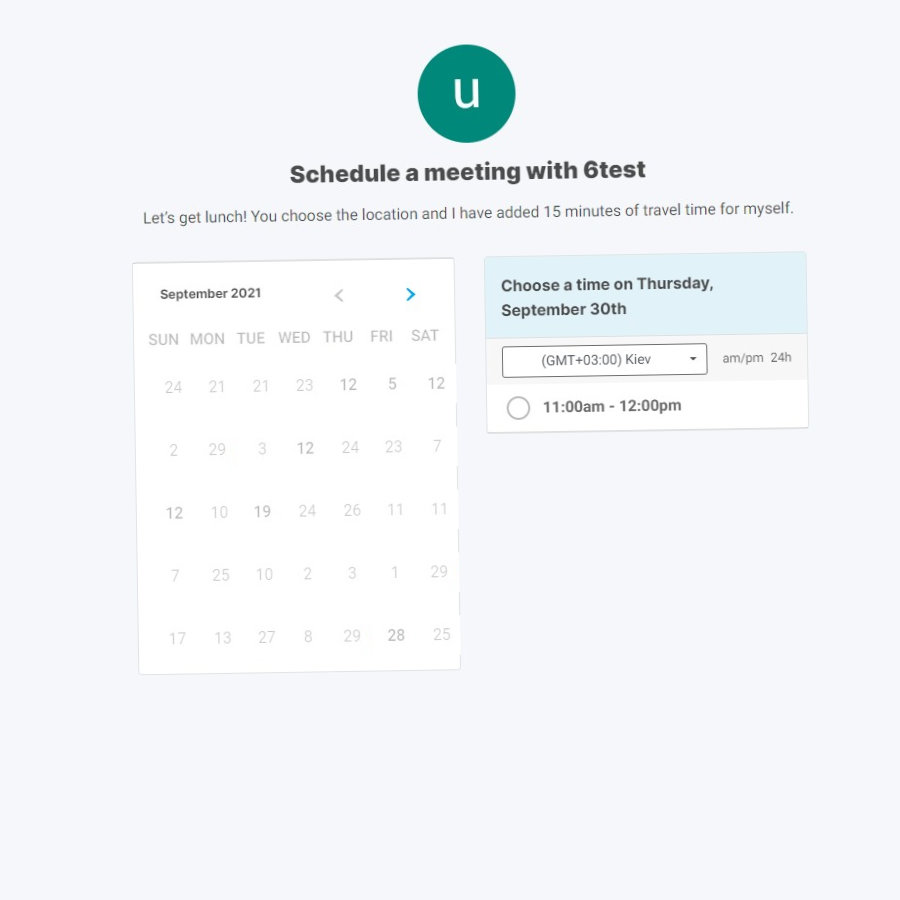 u
Schedule a meeting with 6test
Let's get lunch! You choose the location and I have added 15 minutes of travel time for myself.
September 2021
SUN MON TUE WED THU FRI SAT
24 21 21 23 12 5 12
2 29 3 12 24 23 7
12 10 19 24 26 11 11
7 25 10 2 3 1 29
17 13 27 8 29 28 25
Choose a time on Thursday,
September 30th
(GMT+03:00) Kiev am/pm 24h
11:00am - 12:00pm